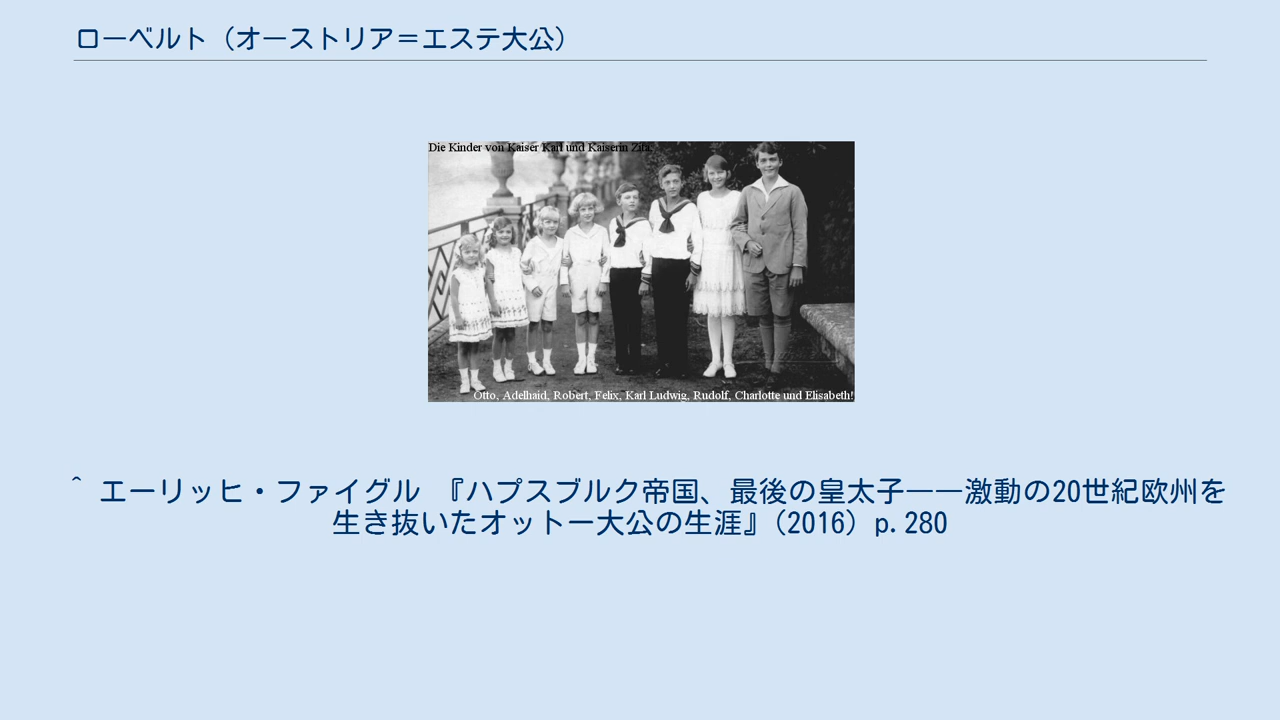 ローベルト（オーストリア＝エステ大公）
Die Kinder von Kaiser Karl und Kaiserin Zita.
Otto, Adelhaid, Robert, Felix, Karl Ludwig, Rudolf, Charlotte und Elisabeth!
^ エーリッヒ・ファイグル 『ハプスブルク帝国、最後の皇太子――激動の20世紀欧州を
生き抜いたオットー大公の生涯』（2016）p.280